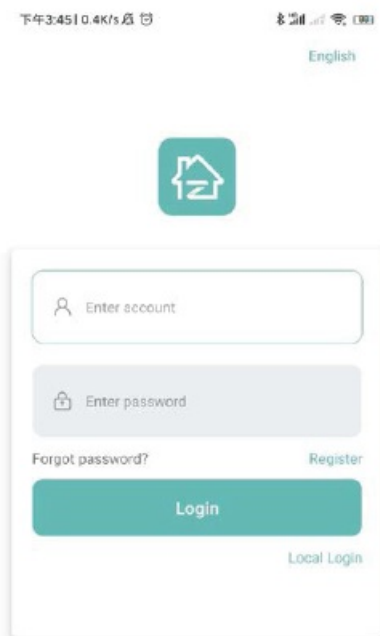 下午3:45 | 0.4K/s
English
Enter account
Enter password
Forgot password?
Register
Login
Local Login